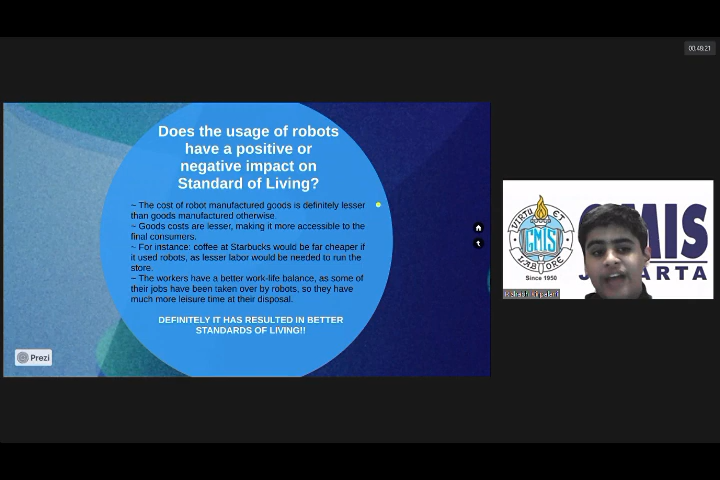 00:48:21
Does the usage of robots
have a positive or
negative impact on
Standard of Living?
~ The cost of robot manufactured goods is definitely lesser
than goods manufactured otherwise.
~ Goods costs are lesser, making it more accessible to the
final consumers.
~ For instance: coffee at Starbucks would be far cheaper if
it used robots, as lesser labor would be needed to run the
store.
~ The workers have a better work-life balance, as some of
their jobs have been taken over by robots, so they have
much more leisure time at their disposal.
DEFINITELY IT HAS RESULTED IN BETTER
STANDARDS OF LIVING!!
Prezi
VIRTU ET
GMIS
LABORE
Since 1950
GMIS
JAKARTA